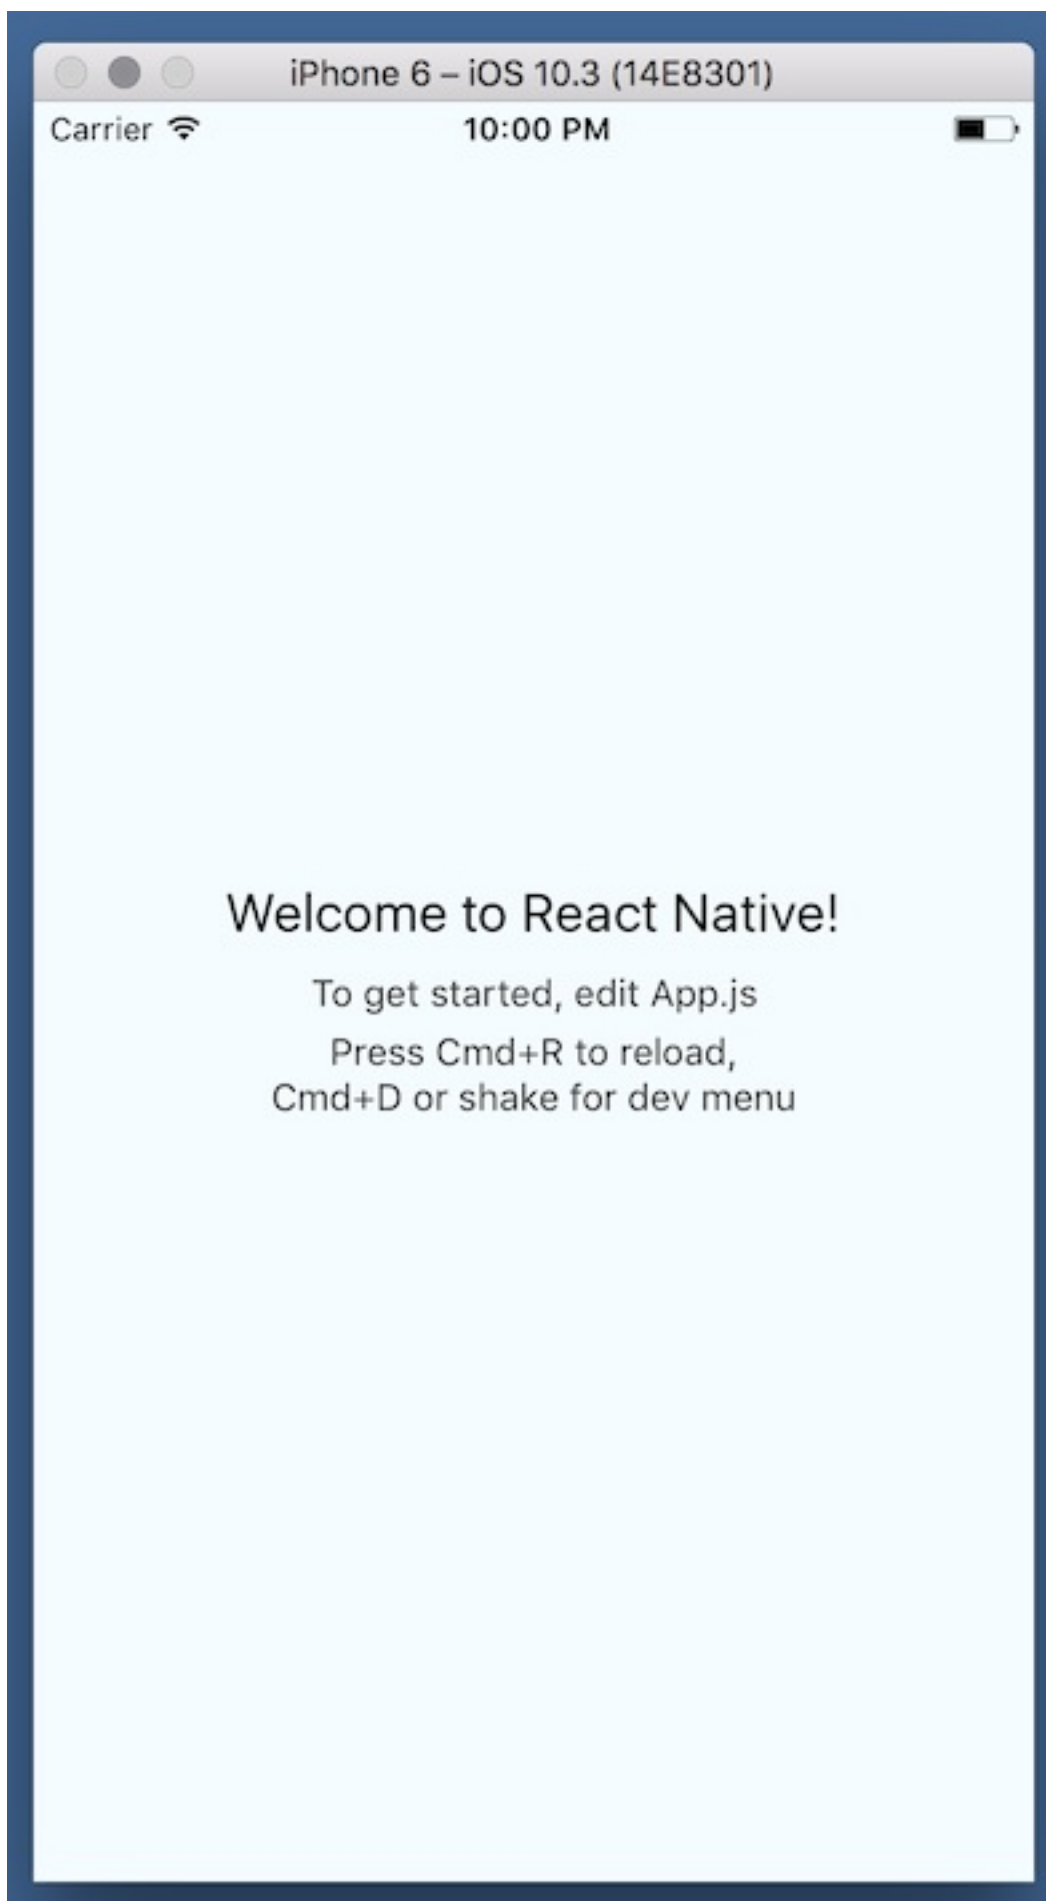 iPhone 6 – iOS 10.3 (14E8301)
Carrier 10:00 PM
Welcome to React Native!
To get started, edit App.js
Press Cmd+R to reload,
Cmd+D or shake for dev menu